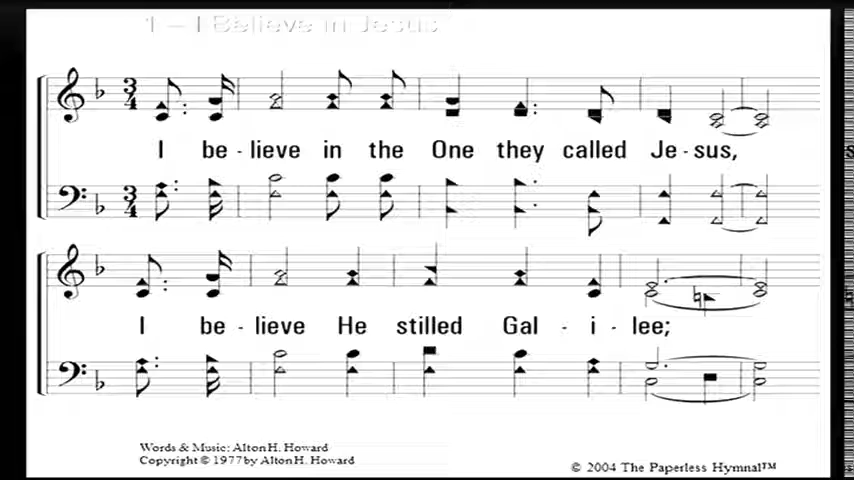 1 – I Believe in Jesus
I be - lieve in the One they called Je - sus,
I be - lieve He stilled Gal - i - lee;
Words & Music: Alton H. Howard
Copyright © 1977 by Alton H. Howard
© 2004 The Paperless Hymnal™